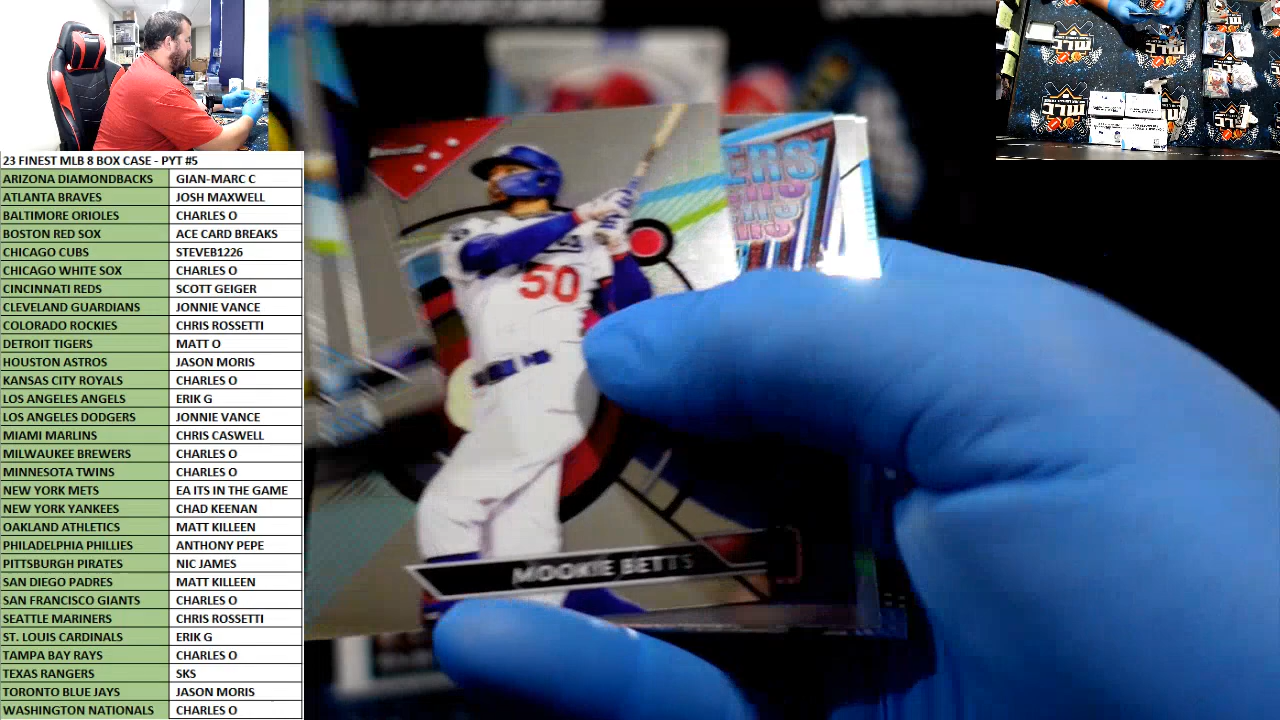 23 FINEST MLB 8 BOX CASE - PYT #5
ARIZONA DIAMONDBACKS GIAN-MARC C
ATLANTA BRAVES JOSH MAXWELL
BALTIMORE ORIOLES CHARLES O
BOSTON RED SOX ACE CARD BREAKS
CHICAGO CUBS STEVEB1226
CHICAGO WHITE SOX CHARLES O
CINCINNATI REDS SCOTT GEIGER
CLEVELAND GUARDIANS JONNIE VANCE
COLORADO ROCKIES CHRIS ROSSETTI
DETROIT TIGERS MATT O
HOUSTON ASTROS JASON MORIS
KANSAS CITY ROYALS CHARLES O
LOS ANGELES ANGELS ERIK G
LOS ANGELES DODGERS JONNIE VANCE
MIAMI MARLINS CHRIS CASWELL
MILWAUKEE BREWERS CHARLES O
MINNESOTA TWINS CHARLES O
NEW YORK METS EA ITS IN THE GAME
NEW YORK YANKEES CHAD KEENAN
OAKLAND ATHLETICS MATT KILLEEN
PHILADELPHIA PHILLIES ANTHONY PEPE
PITTSBURGH PIRATES NIC JAMES
SAN DIEGO PADRES MATT KILLEEN
SAN FRANCISCO GIANTS CHARLES O
SEATTLE MARINERS CHRIS ROSSETTI
ST. LOUIS CARDINALS ERIK G
TAMPA BAY RAYS CHARLES O
TEXAS RANGERS SKS
TORONTO BLUE JAYS JASON MORIS
WASHINGTON NATIONALS CHARLES O
50
MOOKIE BETTS